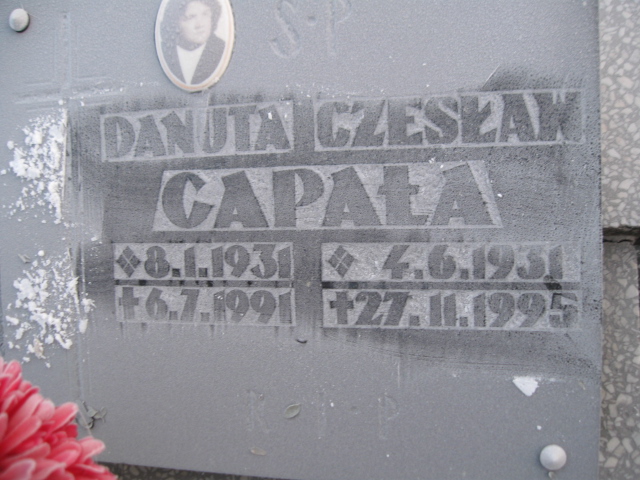 S.P
DANUTA CZESŁAW
CAPAŁA
8.1.1931 4.6.1931
✝6.7.1991 ✝27.11.1995
R.I.P